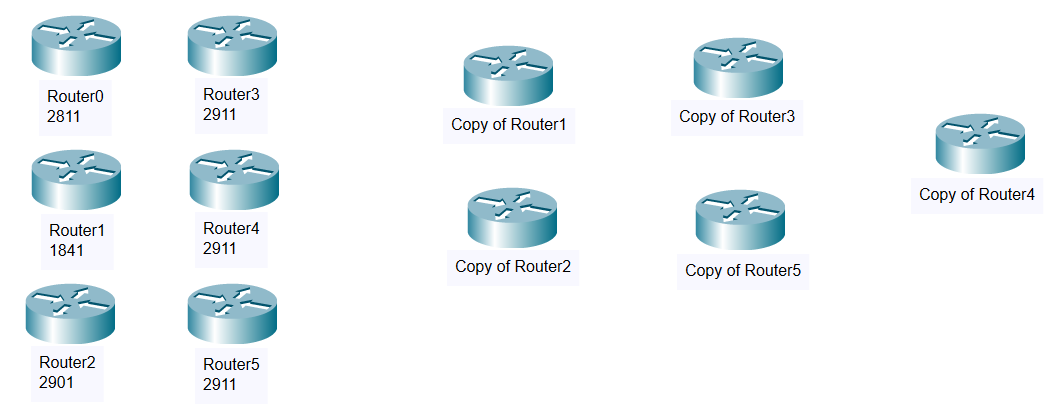 Router0
2811
Router3
2911
Router1
1841
Router4
2911
Router2
2901
Router5
2911
Copy of Router1
Copy of Router3
Copy of Router2
Copy of Router5
Copy of Router4